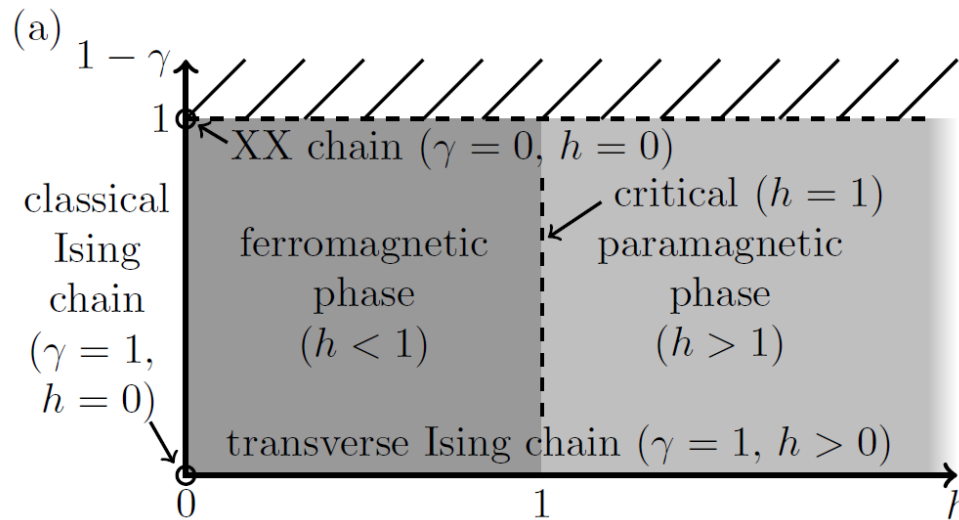 (a)
1 − γ
1
XX chain (γ = 0, h = 0)
classical
Ising
chain
(γ = 1,
h = 0)
critical (h = 1)
ferromagnetic
phase
(h < 1)
paramagnetic
phase
(h > 1)
transverse Ising chain (γ = 1, h > 0)
0
1
h